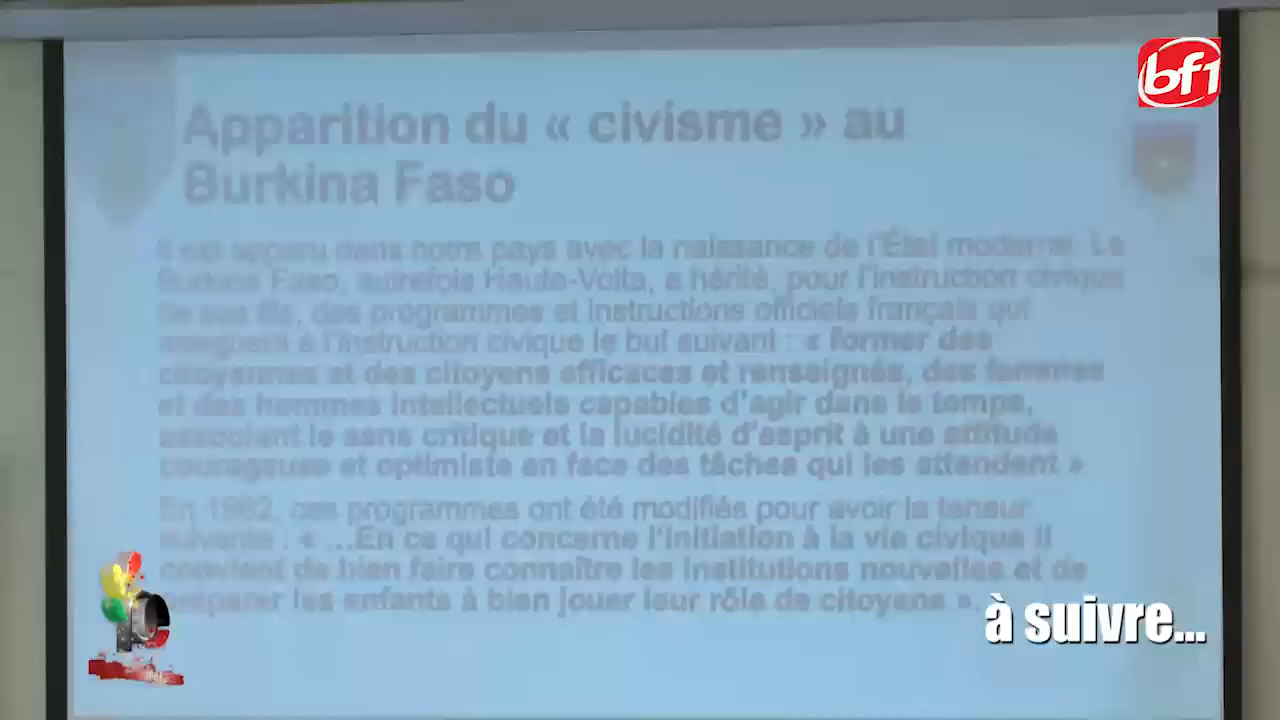 bf1
Apparition du « civisme » au
Burkina Faso
Il est apparu dans notre pays avec la naissance de l'État moderne. Le
Burkina Faso, autrefois Haute-Volta, a hérité, pour l'instruction civique
de ses fils, des programmes et instructions officiels français qui
assignent à l'instruction civique le but suivant : « former des
citoyennes et des citoyens efficaces et renseignés, des femmes
et des hommes intellectuels capables d'agir dans le temps,
associant le sens critique et la lucidité d'esprit à une attitude
courageuse et optimiste en face des tâches qui les attendent »
En 1962, ces programmes ont été modifiés pour avoir la teneur
suivante : « ...En ce qui concerne l'initiation à la vie civique il
convient de bien faire connaître les institutions nouvelles et de
préparer les enfants à bien jouer leur rôle de citoyens ».
à suivre...